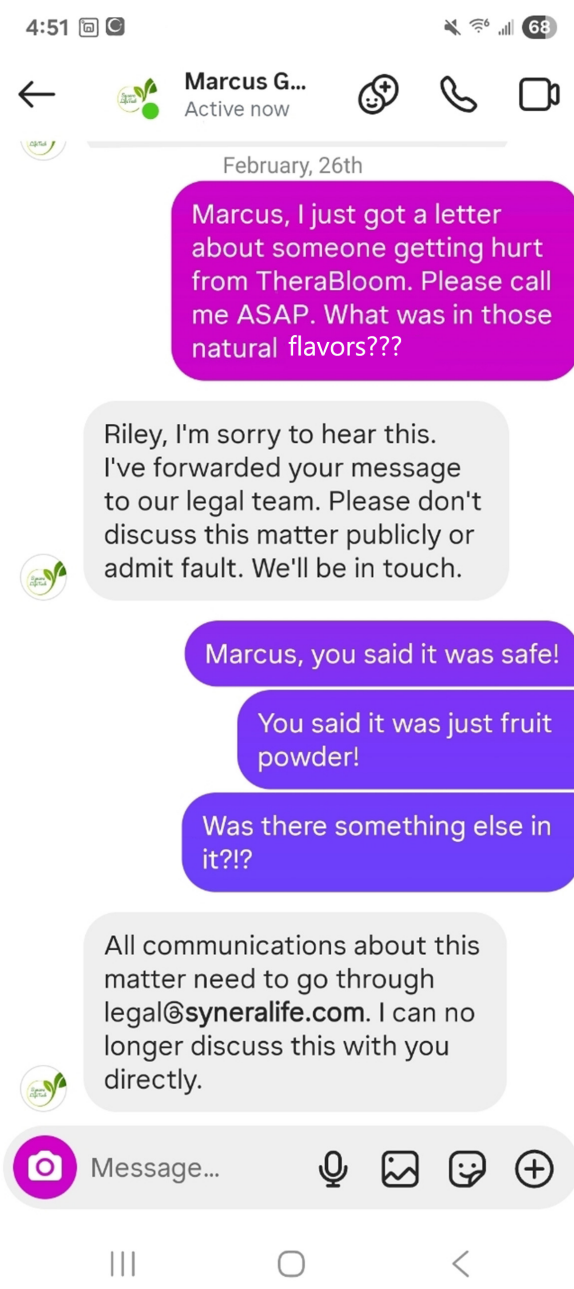 4:51
68
Marcus G...
Active now
February, 26th
Marcus, I just got a letter
about someone getting hurt
from TheraBloom. Please call
me ASAP. What was in those
natural flavors???
Riley, I'm sorry to hear this.
I've forwarded your message
to our legal team. Please don't
discuss this matter publicly or
admit fault. We'll be in touch.
Marcus, you said it was safe!
You said it was just fruit
powder!
Was there something else in
it?!?
All communications about this
matter need to go through
legal@syneralife.com. I can no
longer discuss this with you
directly.
Message...